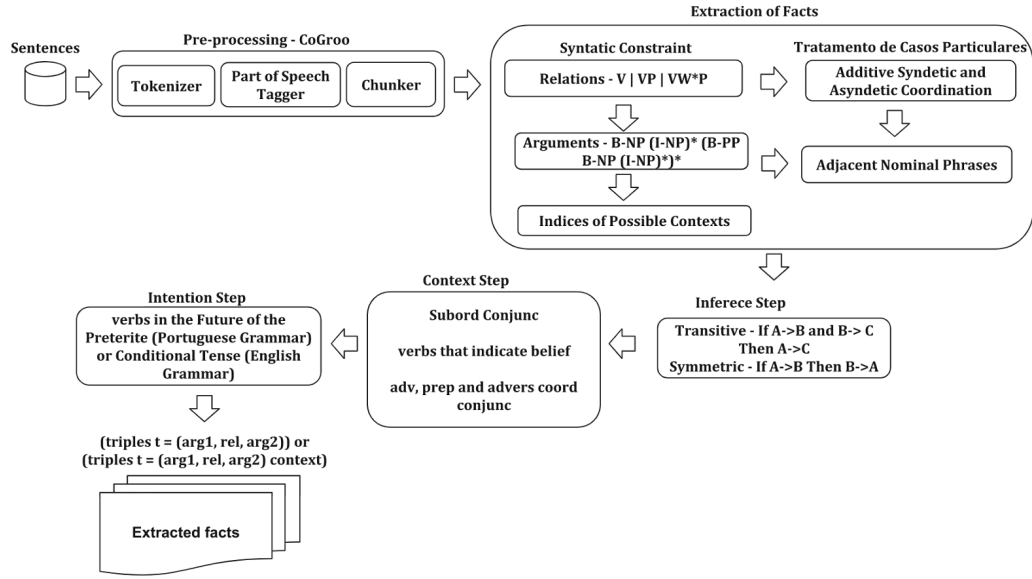 Sentences
Pre-processing - CoGroo
Tokenizer
Part of Speech
Tagger
Chunker
Extraction of Facts
Syntatic Constraint
Relations - V | VP | VW*P
Arguments - B-NP (I-NP)* (B-PP
B-NP (I-NP)*)*
Indices of Possible Contexts
Tratamento de Casos Particulares
Additive Syndetic and
Asyndetic Coordination
Adjacent Nominal Phrases
Inferece Step
Transitive - If A->B and B-> C
Then A->C
Symmetric - If A->B Then B->A
Context Step
Subord Conjunc
verbs that indicate belief
adv, prep and advers coord
conjunc
Intention Step
verbs in the Future of the
Preterite (Portuguese Grammar)
or Conditional Tense (English
Grammar)
(triples t = (arg1, rel, arg2)) or
(triples t = (arg1, rel, arg2) context)
Extracted facts